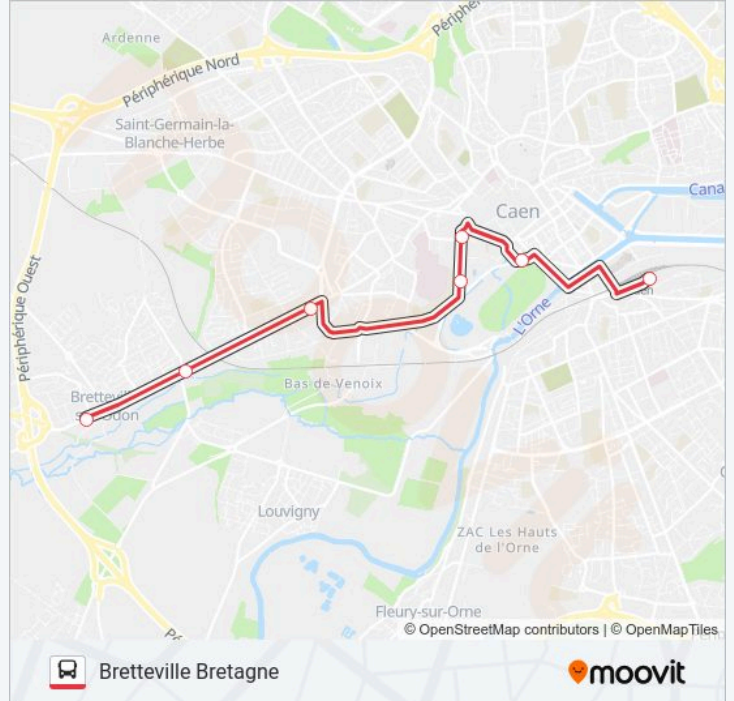 Ardenne
Périphérique
Périphérique Nord
Saint-Germain-la-
Blanche-Herbe
Cana
Caen
Périphérique Ouest
L'Orne
Bas de Venoix
Louvigny
ZAC Les Hauts
de l'Orne
Fleury-sur-Orne
© OpenStreetMap contributors | © OpenMapTiles
Bretteville Bretagne
moovit